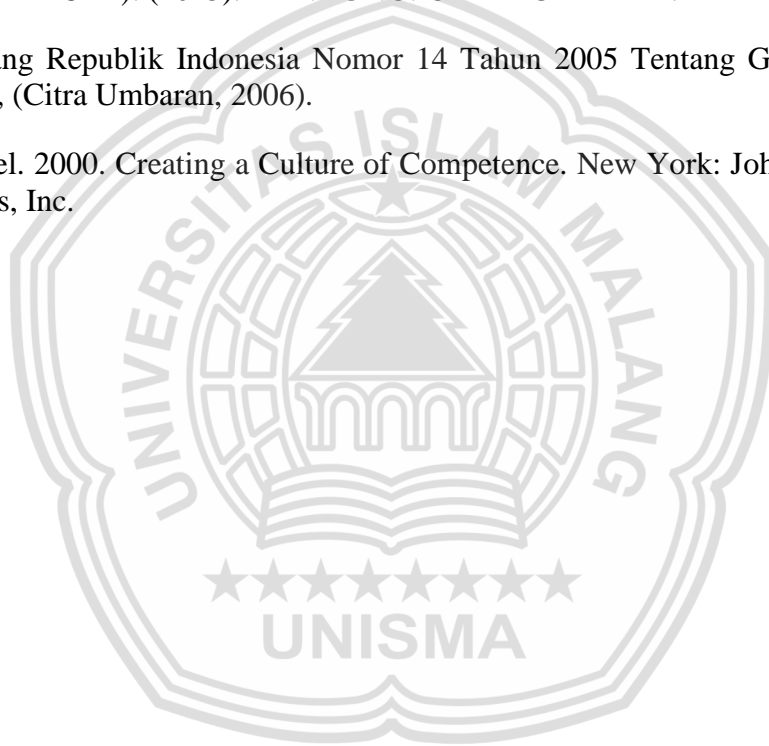 ang Republik Indonesia Nomor 14 Tahun 2005 Tentang G
, (Citra Umbaran, 2006).
el. 2000. Creating a Culture of Competence. New York: Joh
s, Inc.
UNIVERSITAS ISLAM MALANG
UNISMA